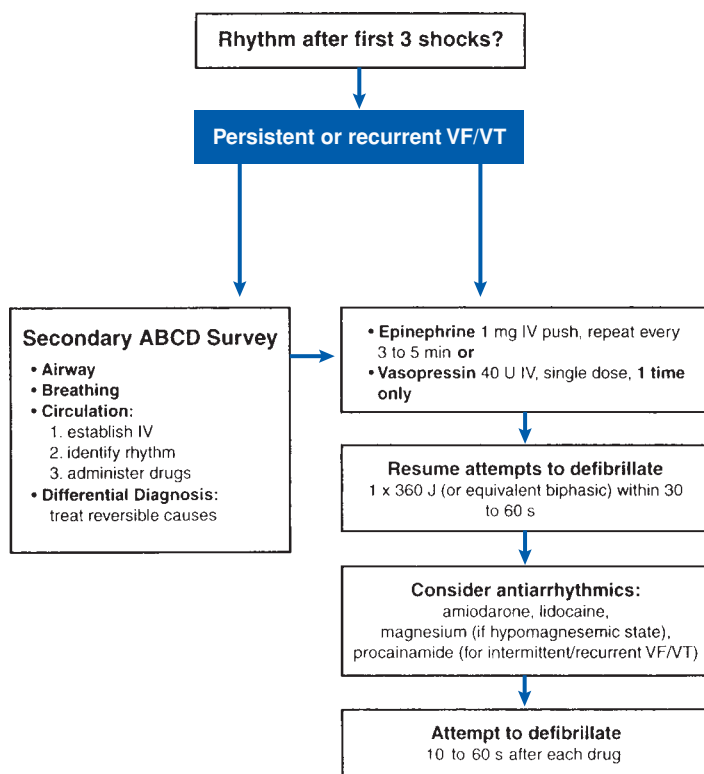 Rhythm after first 3 shocks?
Persistent or recurrent VF/VT
Secondary ABCD Survey
• Airway
• Breathing
• Circulation:
1. establish IV
2. identify rhythm
3. administer drugs
• Differential Diagnosis:
treat reversible causes
• Epinephrine 1 mg IV push, repeat every
3 to 5 min or
• Vasopressin 40 U IV, single dose, 1 time
only
Resume attempts to defibrillate
1 x 360 J (or equivalent biphasic) within 30
to 60 s
Consider antiarrhythmics:
amiodarone, lidocaine,
magnesium (if hypomagnesemic state),
procainamide (for intermittent/recurrent VF/VT)
Attempt to defibrillate
10 to 60 s after each drug